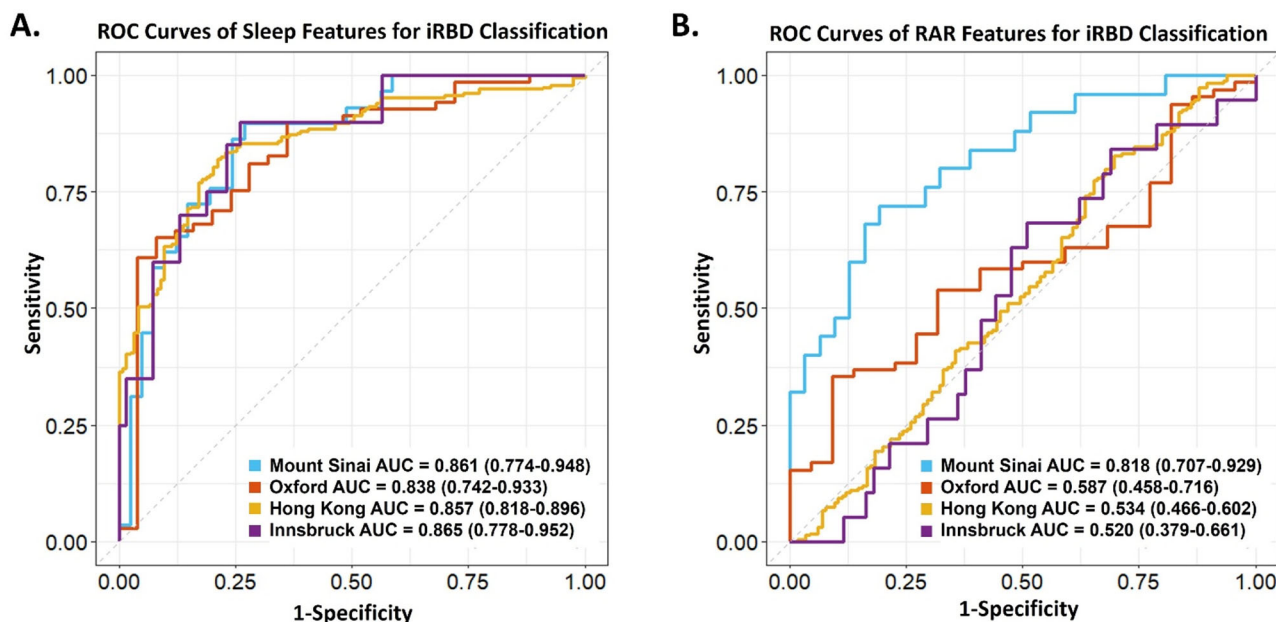 A.
ROC Curves of Sleep Features for iRBD Classification
1.00
0.75
0.50
0.25
0.00
Sensitivity
Mount Sinai AUC = 0.861 (0.774-0.948)
Oxford AUC = 0.838 (0.742-0.933)
Hong Kong AUC = 0.857 (0.818-0.896)
Innsbruck AUC = 0.865 (0.778-0.952)
0.00 0.25 0.50 0.75 1.00
1-Specificity
B.
ROC Curves of RAR Features for iRBD Classification
1.00
0.75
0.50
0.25
0.00
Sensitivity
Mount Sinai AUC = 0.818 (0.707-0.929)
Oxford AUC = 0.587 (0.458-0.716)
Hong Kong AUC = 0.534 (0.466-0.602)
Innsbruck AUC = 0.520 (0.379-0.661)
0.00 0.25 0.50 0.75 1.00
1-Specificity